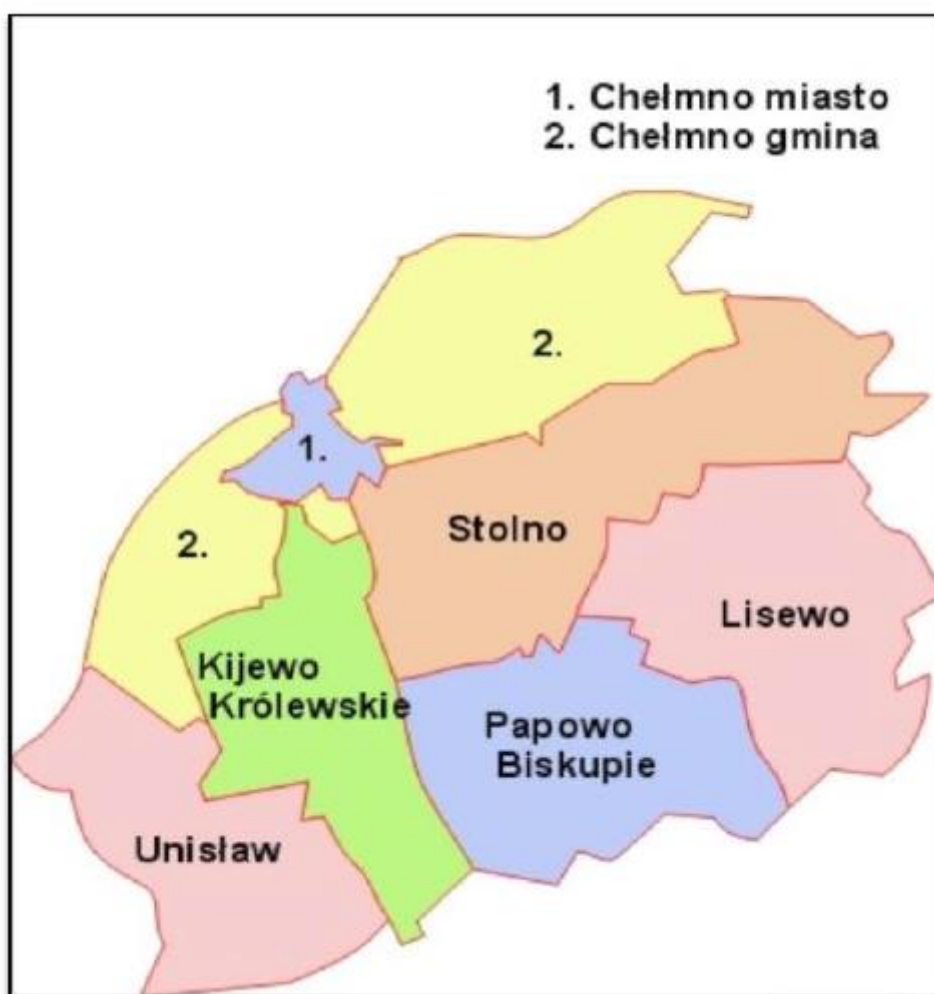 1. Chełmno miasto
2. Chełmno gmina
2.
1.
2.
Stolno
Lisewo
Kijewo
Królewskie
Papowo
Biskupie
Unisław